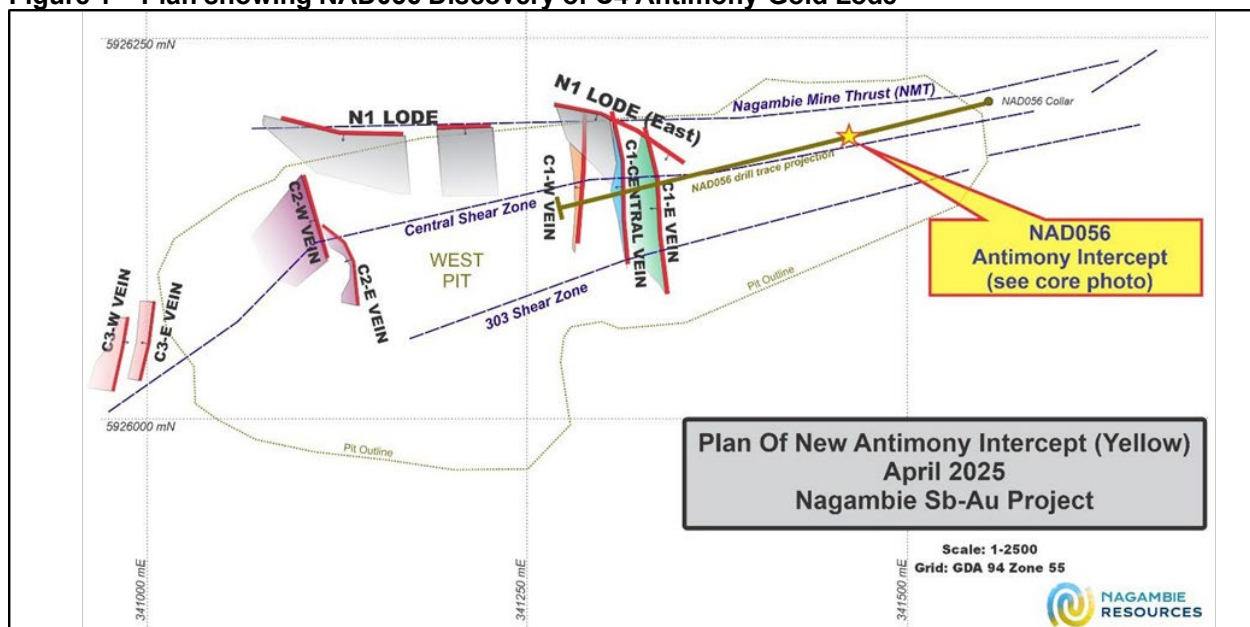 Figure 1 – Plan showing NAD056 Discovery of C4 Antimony-Gold Lode
5926250 mN
N1 LODE
N1 LODE (East)
Nagambie Mine Thrust (NMT)
NAD056 Collar
NAD056 drill trace projection
C1-W VEIN
C1-CENTRAL VEIN
C1-E VEIN
C2-W VEIN
C2-E VEIN
Central Shear Zone
WEST
PIT
303 Shear Zone
C3-W VEIN
C3-E VEIN
Pit Outline
NAD056
Antimony Intercept
(see core photo)
5926000 mN
Pit Outline
Plan Of New Antimony Intercept (Yellow)
April 2025
Nagambie Sb-Au Project
Scale: 1-2500
Grid: GDA 94 Zone 55
341000 mE
341250 mE
341500 mE
NAGAMBIE
RESOURCES